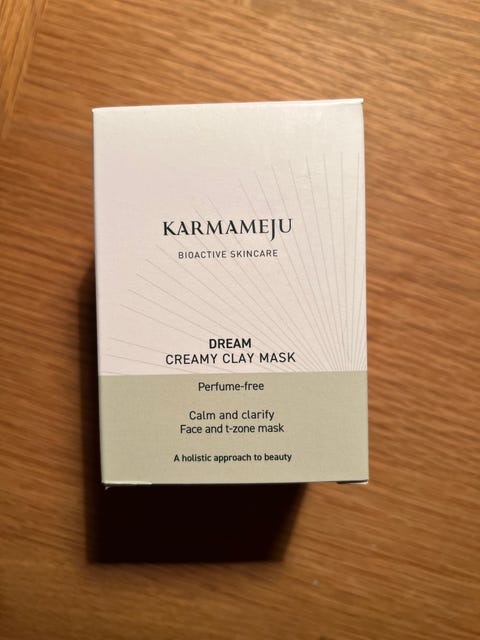 KARMAMEJU
BIOACTIVE SKINCARE
DREAM
CREAMY CLAY MASK
Perfume-free
Calm and clarify
Face and t-zone mask
A holistic approach to beauty